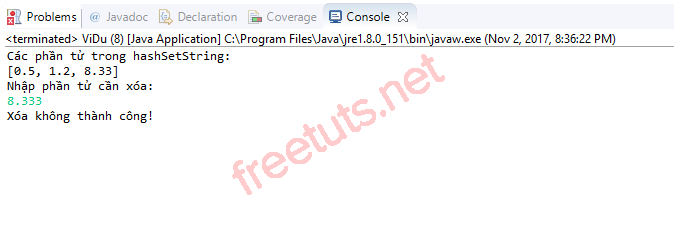 Problems @ Javadoc Declaration Coverage Console
<terminated> ViDu (8) [Java Application] C:\Program Files\Java\jre1.8.0_151\bin\javaw.exe (Nov 2, 2017, 8:36:22 PM)
Các phần tử trong hashSetString:
[0.5, 1.2, 8.33]
Nhập phần tử cần xóa:
8.333
Xóa không thành công!
freetuts.net